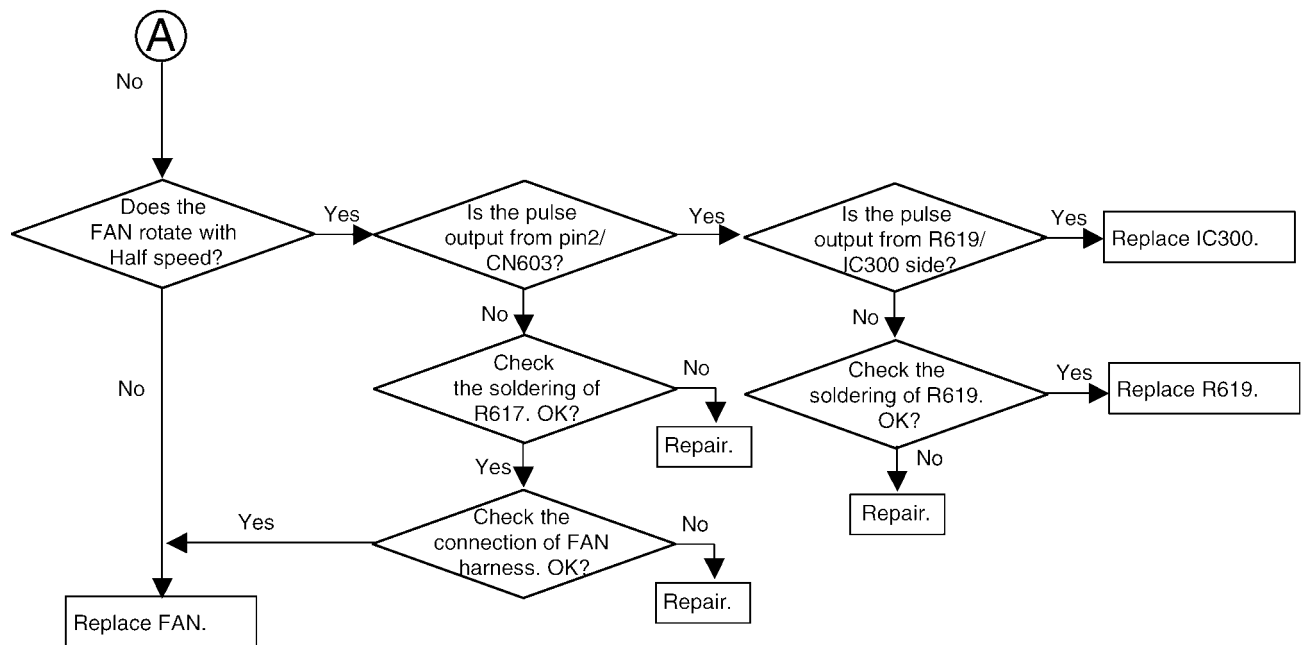 A
No
Does the
FAN rotate with
Half speed?
Yes
Is the pulse
output from pin2/
CN603?
Yes
Is the pulse
output from R619/
IC300 side?
Yes
Replace IC300.
No
No
No
Check
the soldering of
R617. OK?
No
Repair.
Check the
soldering of R619.
OK?
Yes
Replace R619.
No
Repair.
Yes
Check the
connection of FAN
harness. OK?
No
Repair.
Yes
Replace FAN.